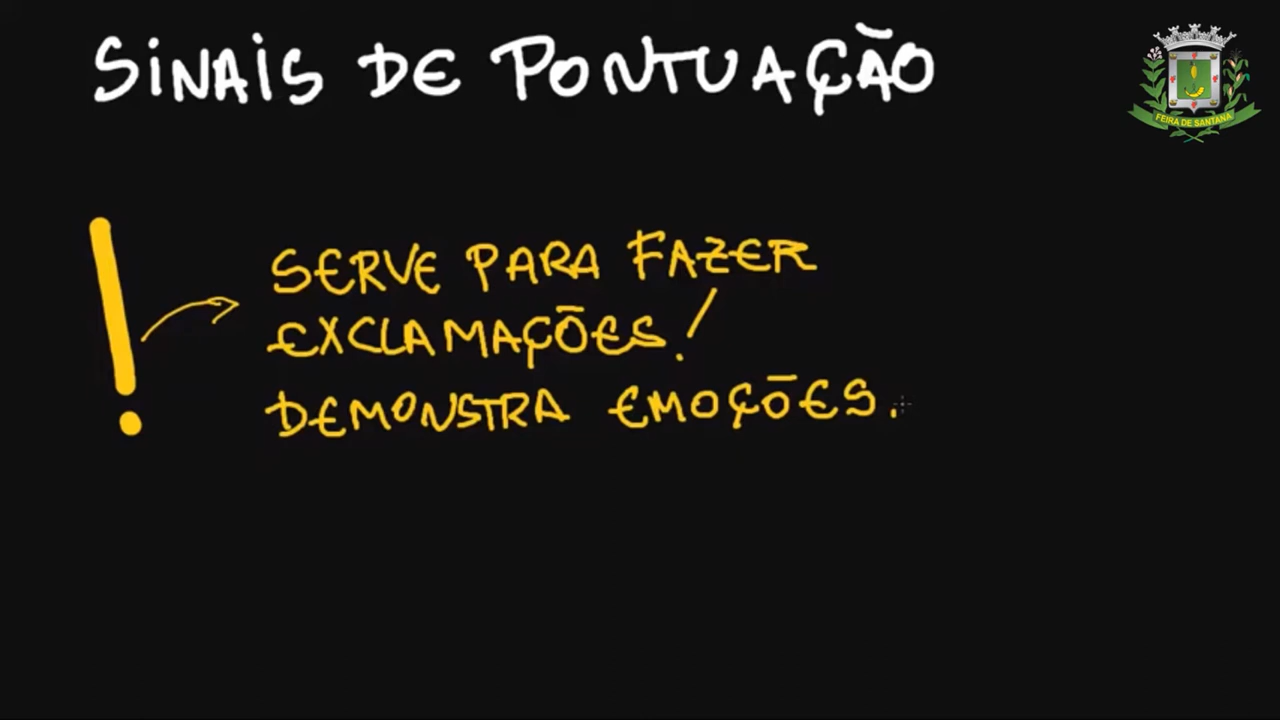 SINAIS DE PONTUAÇÃO
FEIRA DE SANTANA
! SERVE PARA FAZER
EXCLAMAÇÕES!
DEMONSTRA EMOÇÕES.